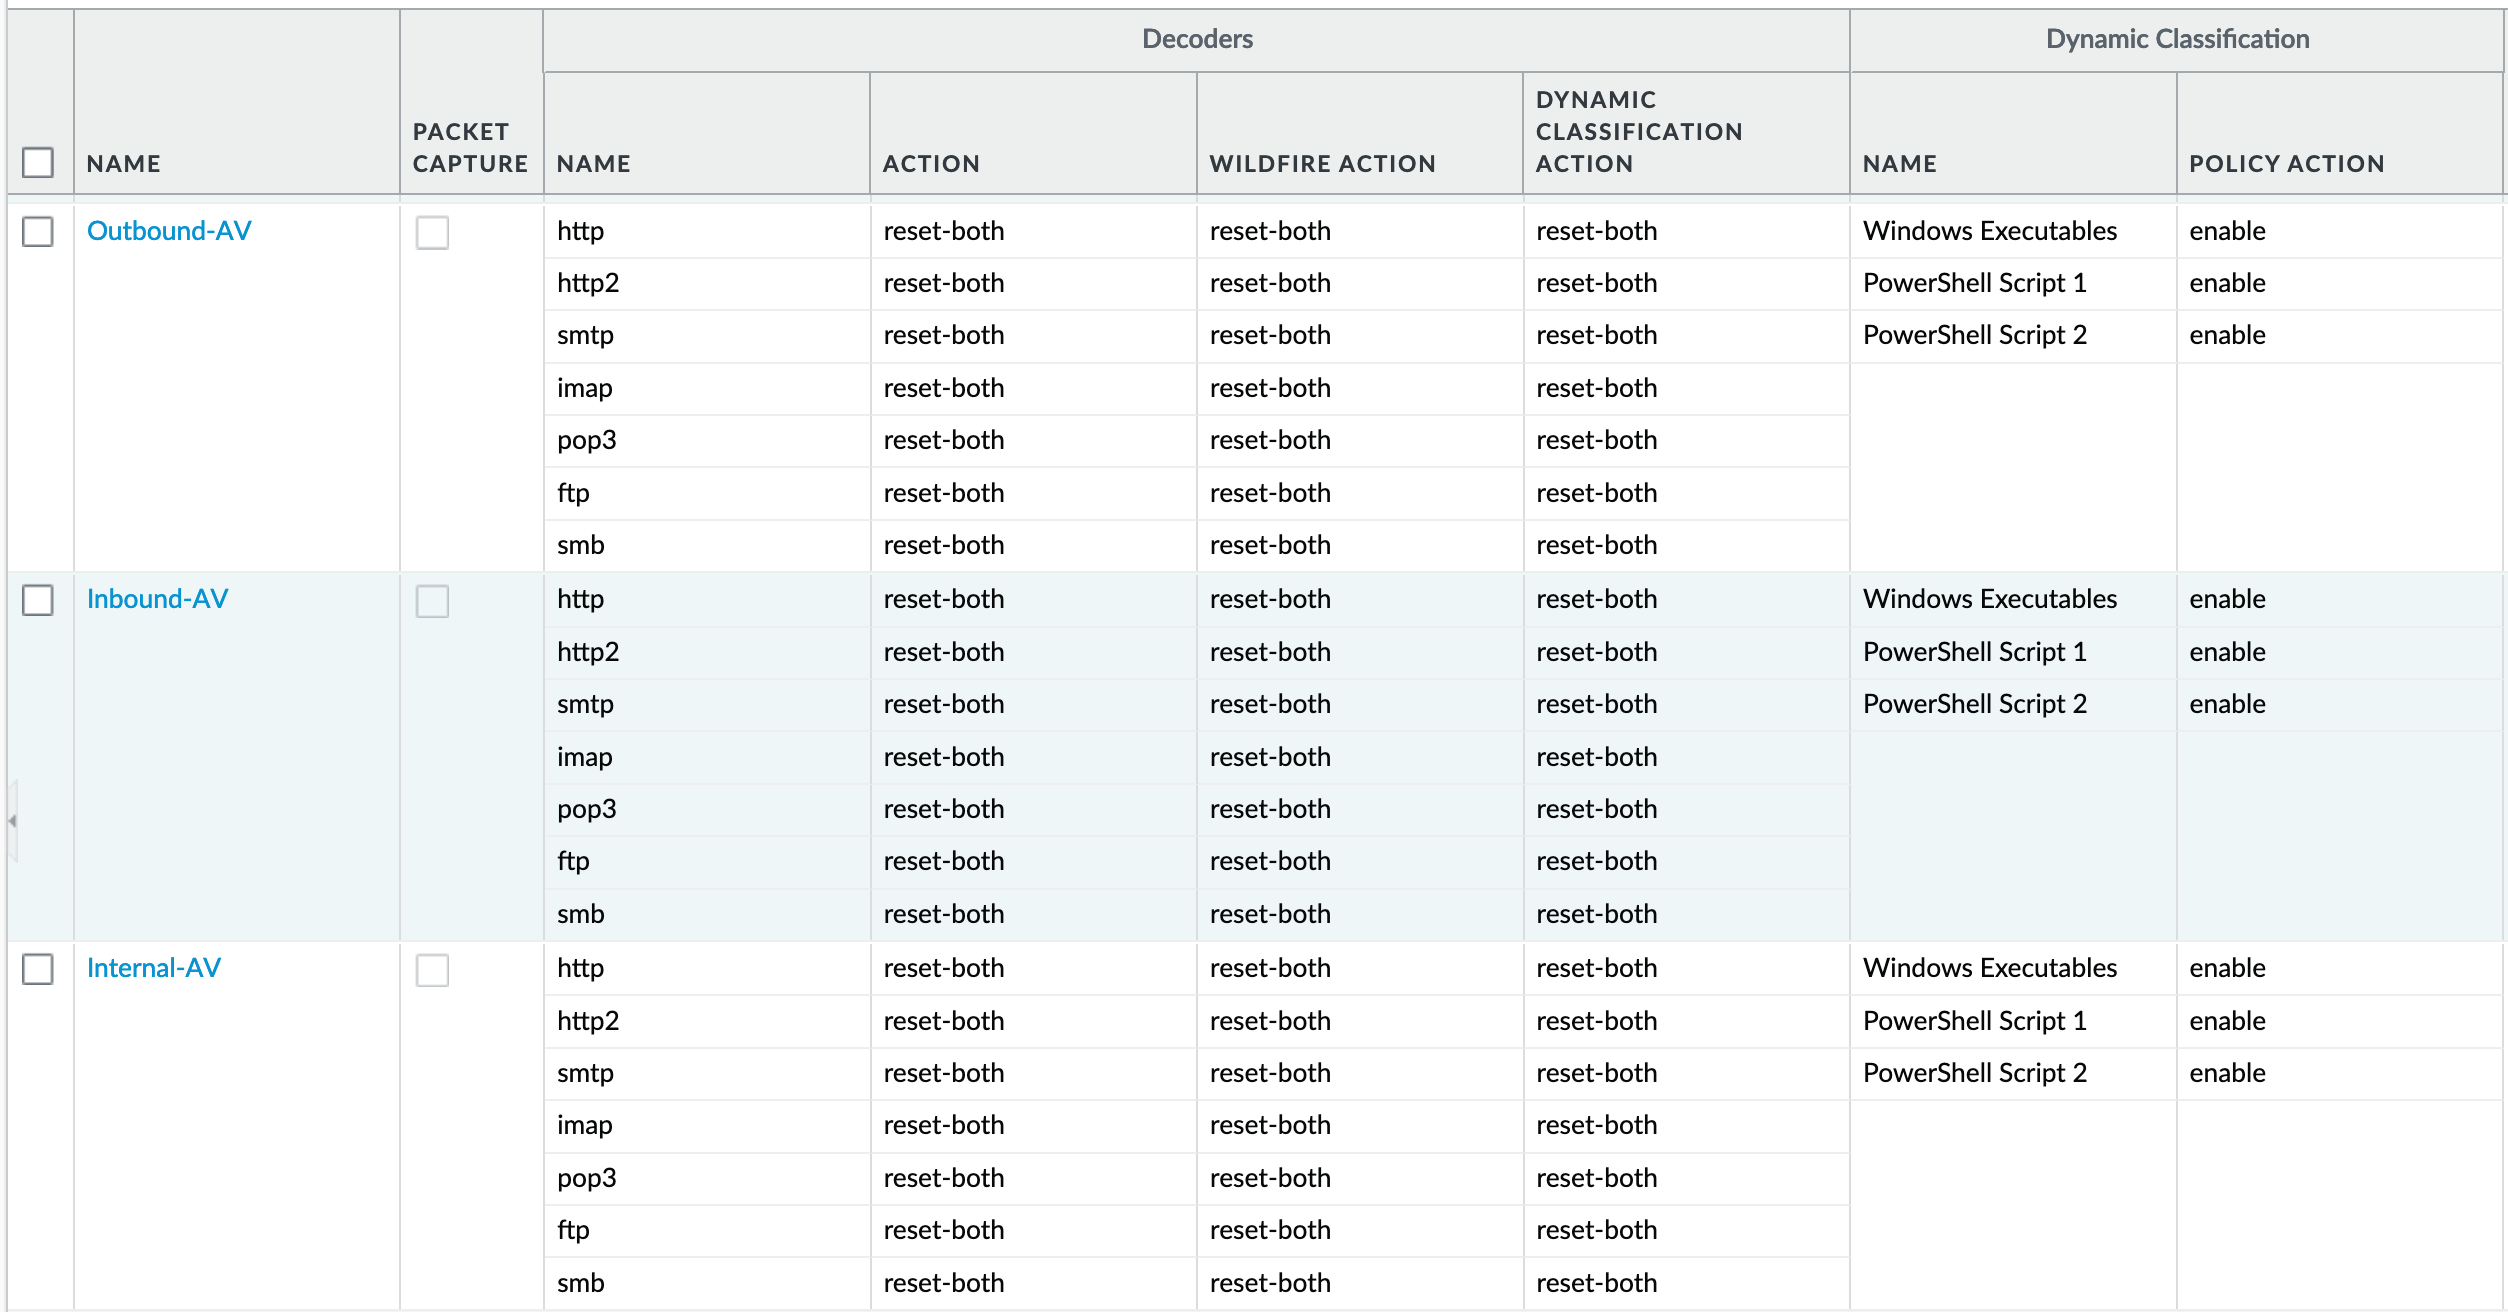 Decoders Dynamic Classification
NAME PACKET CAPTURE NAME ACTION WILDFIRE ACTION DYNAMIC CLASSIFICATION ACTION NAME POLICY ACTION
Outbound-AV http reset-both reset-both reset-both Windows Executables enable
http2 reset-both reset-both reset-both PowerShell Script 1 enable
smtp reset-both reset-both reset-both PowerShell Script 2 enable
imap reset-both reset-both reset-both
pop3 reset-both reset-both reset-both
ftp reset-both reset-both reset-both
smb reset-both reset-both reset-both
Inbound-AV http reset-both reset-both reset-both Windows Executables enable
http2 reset-both reset-both reset-both PowerShell Script 1 enable
smtp reset-both reset-both reset-both PowerShell Script 2 enable
imap reset-both reset-both reset-both
pop3 reset-both reset-both reset-both
ftp reset-both reset-both reset-both
smb reset-both reset-both reset-both
Internal-AV http reset-both reset-both reset-both Windows Executables enable
http2 reset-both reset-both reset-both PowerShell Script 1 enable
smtp reset-both reset-both reset-both PowerShell Script 2 enable
imap reset-both reset-both reset-both
pop3 reset-both reset-both reset-both
ftp reset-both reset-both reset-both
smb reset-both reset-both reset-both